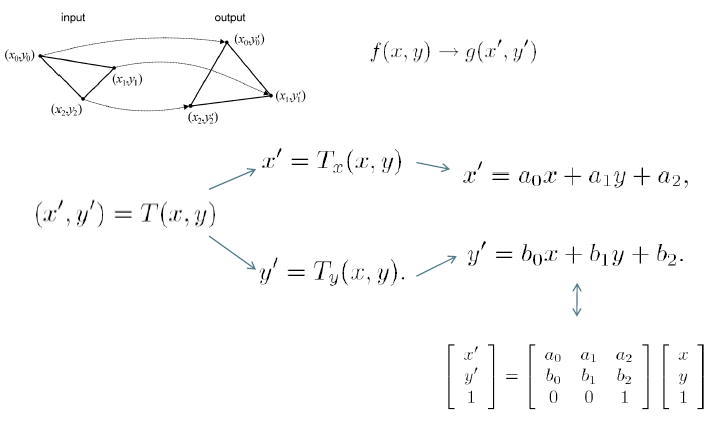 input output
(x₀,y₀) (x₀,y₀′)
(x₁,y₁) (x₁,y₁′)
(x₂,y₂) (x₂,y₂′)
f(x, y) → g(x′, y′)
(x′, y′) = T(x, y)
x′ = Tₓ(x, y)
x′ = a₀x + a₁y + a₂,
y′ = T_y(x, y).
y′ = b₀x + b₁y + b₂.
[ x′ ] = [ a₀ a₁ a₂ ] [ x ]
[ y′ ] = [ b₀ b₁ b₂ ] [ y ]
[ 1 ] = [ 0 0 1 ] [ 1 ]